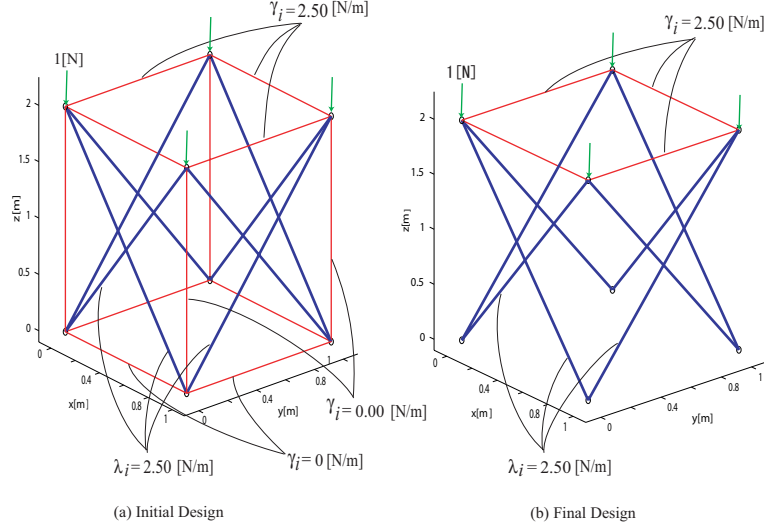 γi=2.50 [N/m]
1[N]
2
1.5
1
0.5
0
z[m]
0
0.4
0.8
1
x[m]
0
0.4
0.8
1
y[m]
γi=0.00 [N/m]
λi=2.50 [N/m]
γi=0 [N/m]
(a) Initial Design
γi=2.50 [N/m]
1[N]
2
1.5
1
0.5
0
z[m]
0
0.4
0.8
1
x[m]
0
0.4
0.8
1
y[m]
λi=2.50 [N/m]
(b) Final Design